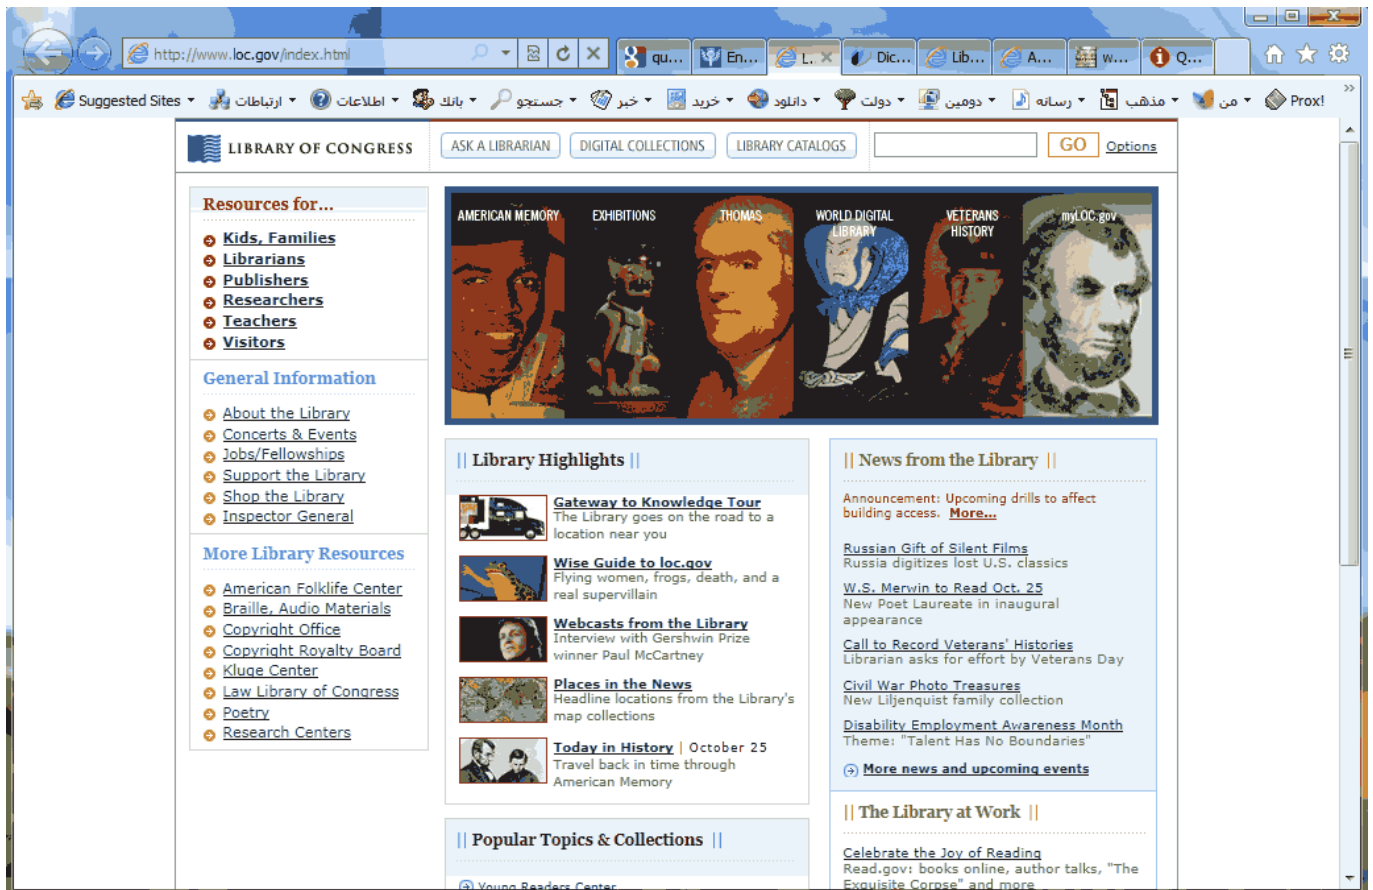 http://www.loc.gov/index.html
qu...
En...
L.
Dic...
Lib...
A...
w...
Q...
Suggested Sites
ارتباطات
اطلاعات
بانك
جستجو
خبر
خرید
دانلود
دولت
دومین
رسانه
مذهب
من
Prox!
LIBRARY OF CONGRESS
ASK A LIBRARIAN
DIGITAL COLLECTIONS
LIBRARY CATALOGS
GO
Options
Resources for...
Kids, Families
Librarians
Publishers
Researchers
Teachers
Visitors
General Information
About the Library
Concerts & Events
Jobs/Fellowships
Support the Library
Shop the Library
Inspector General
More Library Resources
American Folklife Center
Braille, Audio Materials
Copyright Office
Copyright Royalty Board
Kluge Center
Law Library of Congress
Poetry
Research Centers
AMERICAN MEMORY
EXHIBITIONS
THOMAS
WORLD DIGITAL
LIBRARY
VETERANS
HISTORY
myLOC.gov
|| Library Highlights ||
Gateway to Knowledge Tour
The Library goes on the road to a
location near you
Wise Guide to loc.gov
Flying women, frogs, death, and a
real supervillain
Webcasts from the Library
Interview with Gershwin Prize
winner Paul McCartney
Places in the News
Headline locations from the Library's
map collections
Today in History | October 25
Travel back in time through
American Memory
|| Popular Topics & Collections ||
Young Readers Center
|| News from the Library ||
Announcement: Upcoming drills to affect
building access. More...
Russian Gift of Silent Films
Russia digitizes lost U.S. classics
W.S. Merwin to Read Oct. 25
New Poet Laureate in inaugural
appearance
Call to Record Veterans' Histories
Librarian asks for effort by Veterans Day
Civil War Photo Treasures
New Liljenquist family collection
Disability Employment Awareness Month
Theme: "Talent Has No Boundaries"
More news and upcoming events
|| The Library at Work ||
Celebrate the Joy of Reading
Read.gov: books online, author talks, "The
Exquisite Corpse" and more